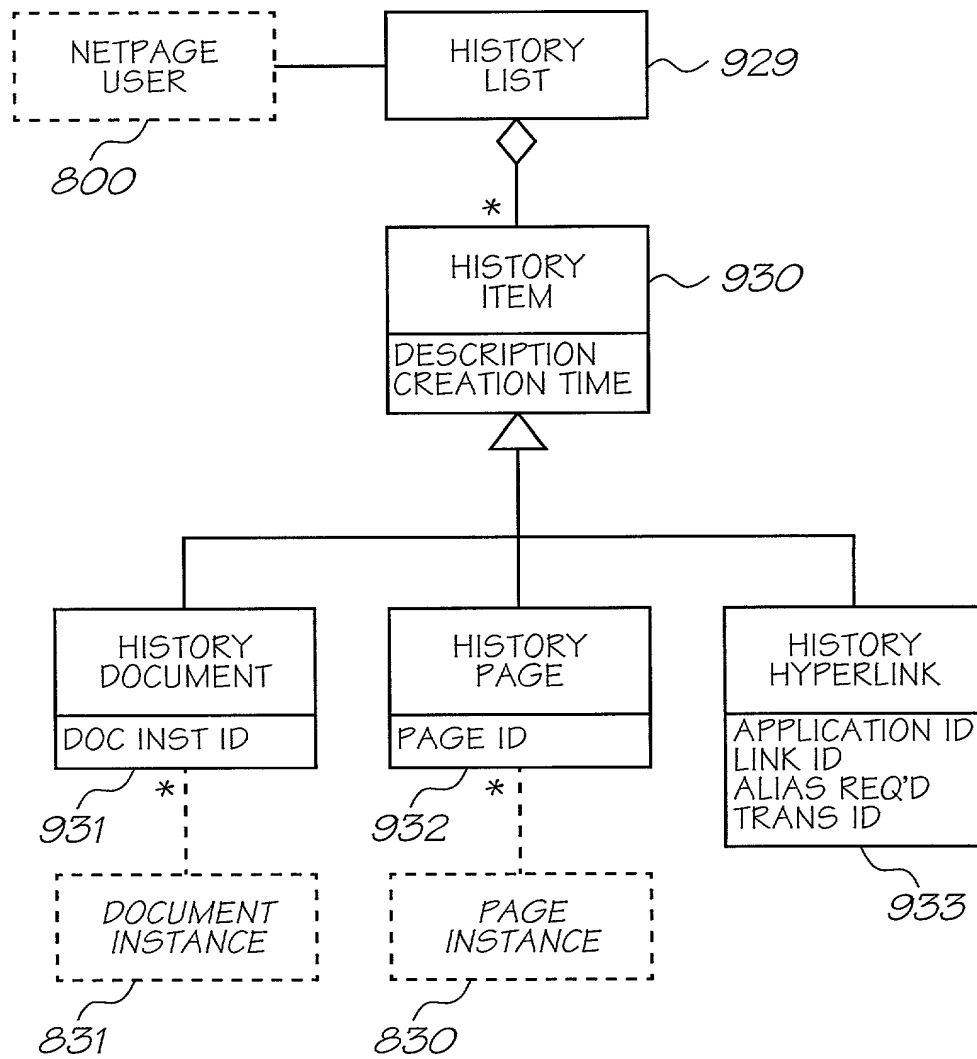 NETPAGE
USER
800
HISTORY
LIST
929
*
HISTORY
ITEM
930
DESCRIPTION
CREATION TIME
HISTORY
DOCUMENT
DOC INST ID
931
*
HISTORY
PAGE
PAGE ID
932
*
HISTORY
HYPERLINK
APPLICATION ID
LINK ID
ALIAS REQ'D
TRANS ID
933
DOCUMENT
INSTANCE
831
PAGE
INSTANCE
830